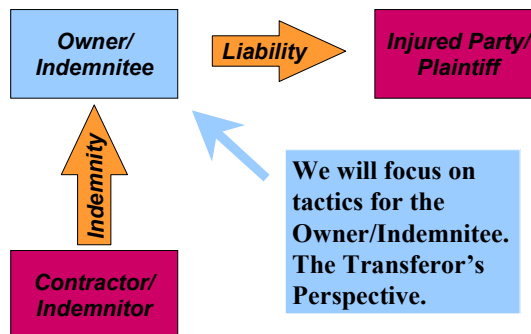 Owner/
Indemnitee
Liability
Injured Party/
Plaintiff
Indemnity
We will focus on
tactics for the
Owner/Indemnitee.
The Transferor's
Perspective.
Contractor/
Indemnitor